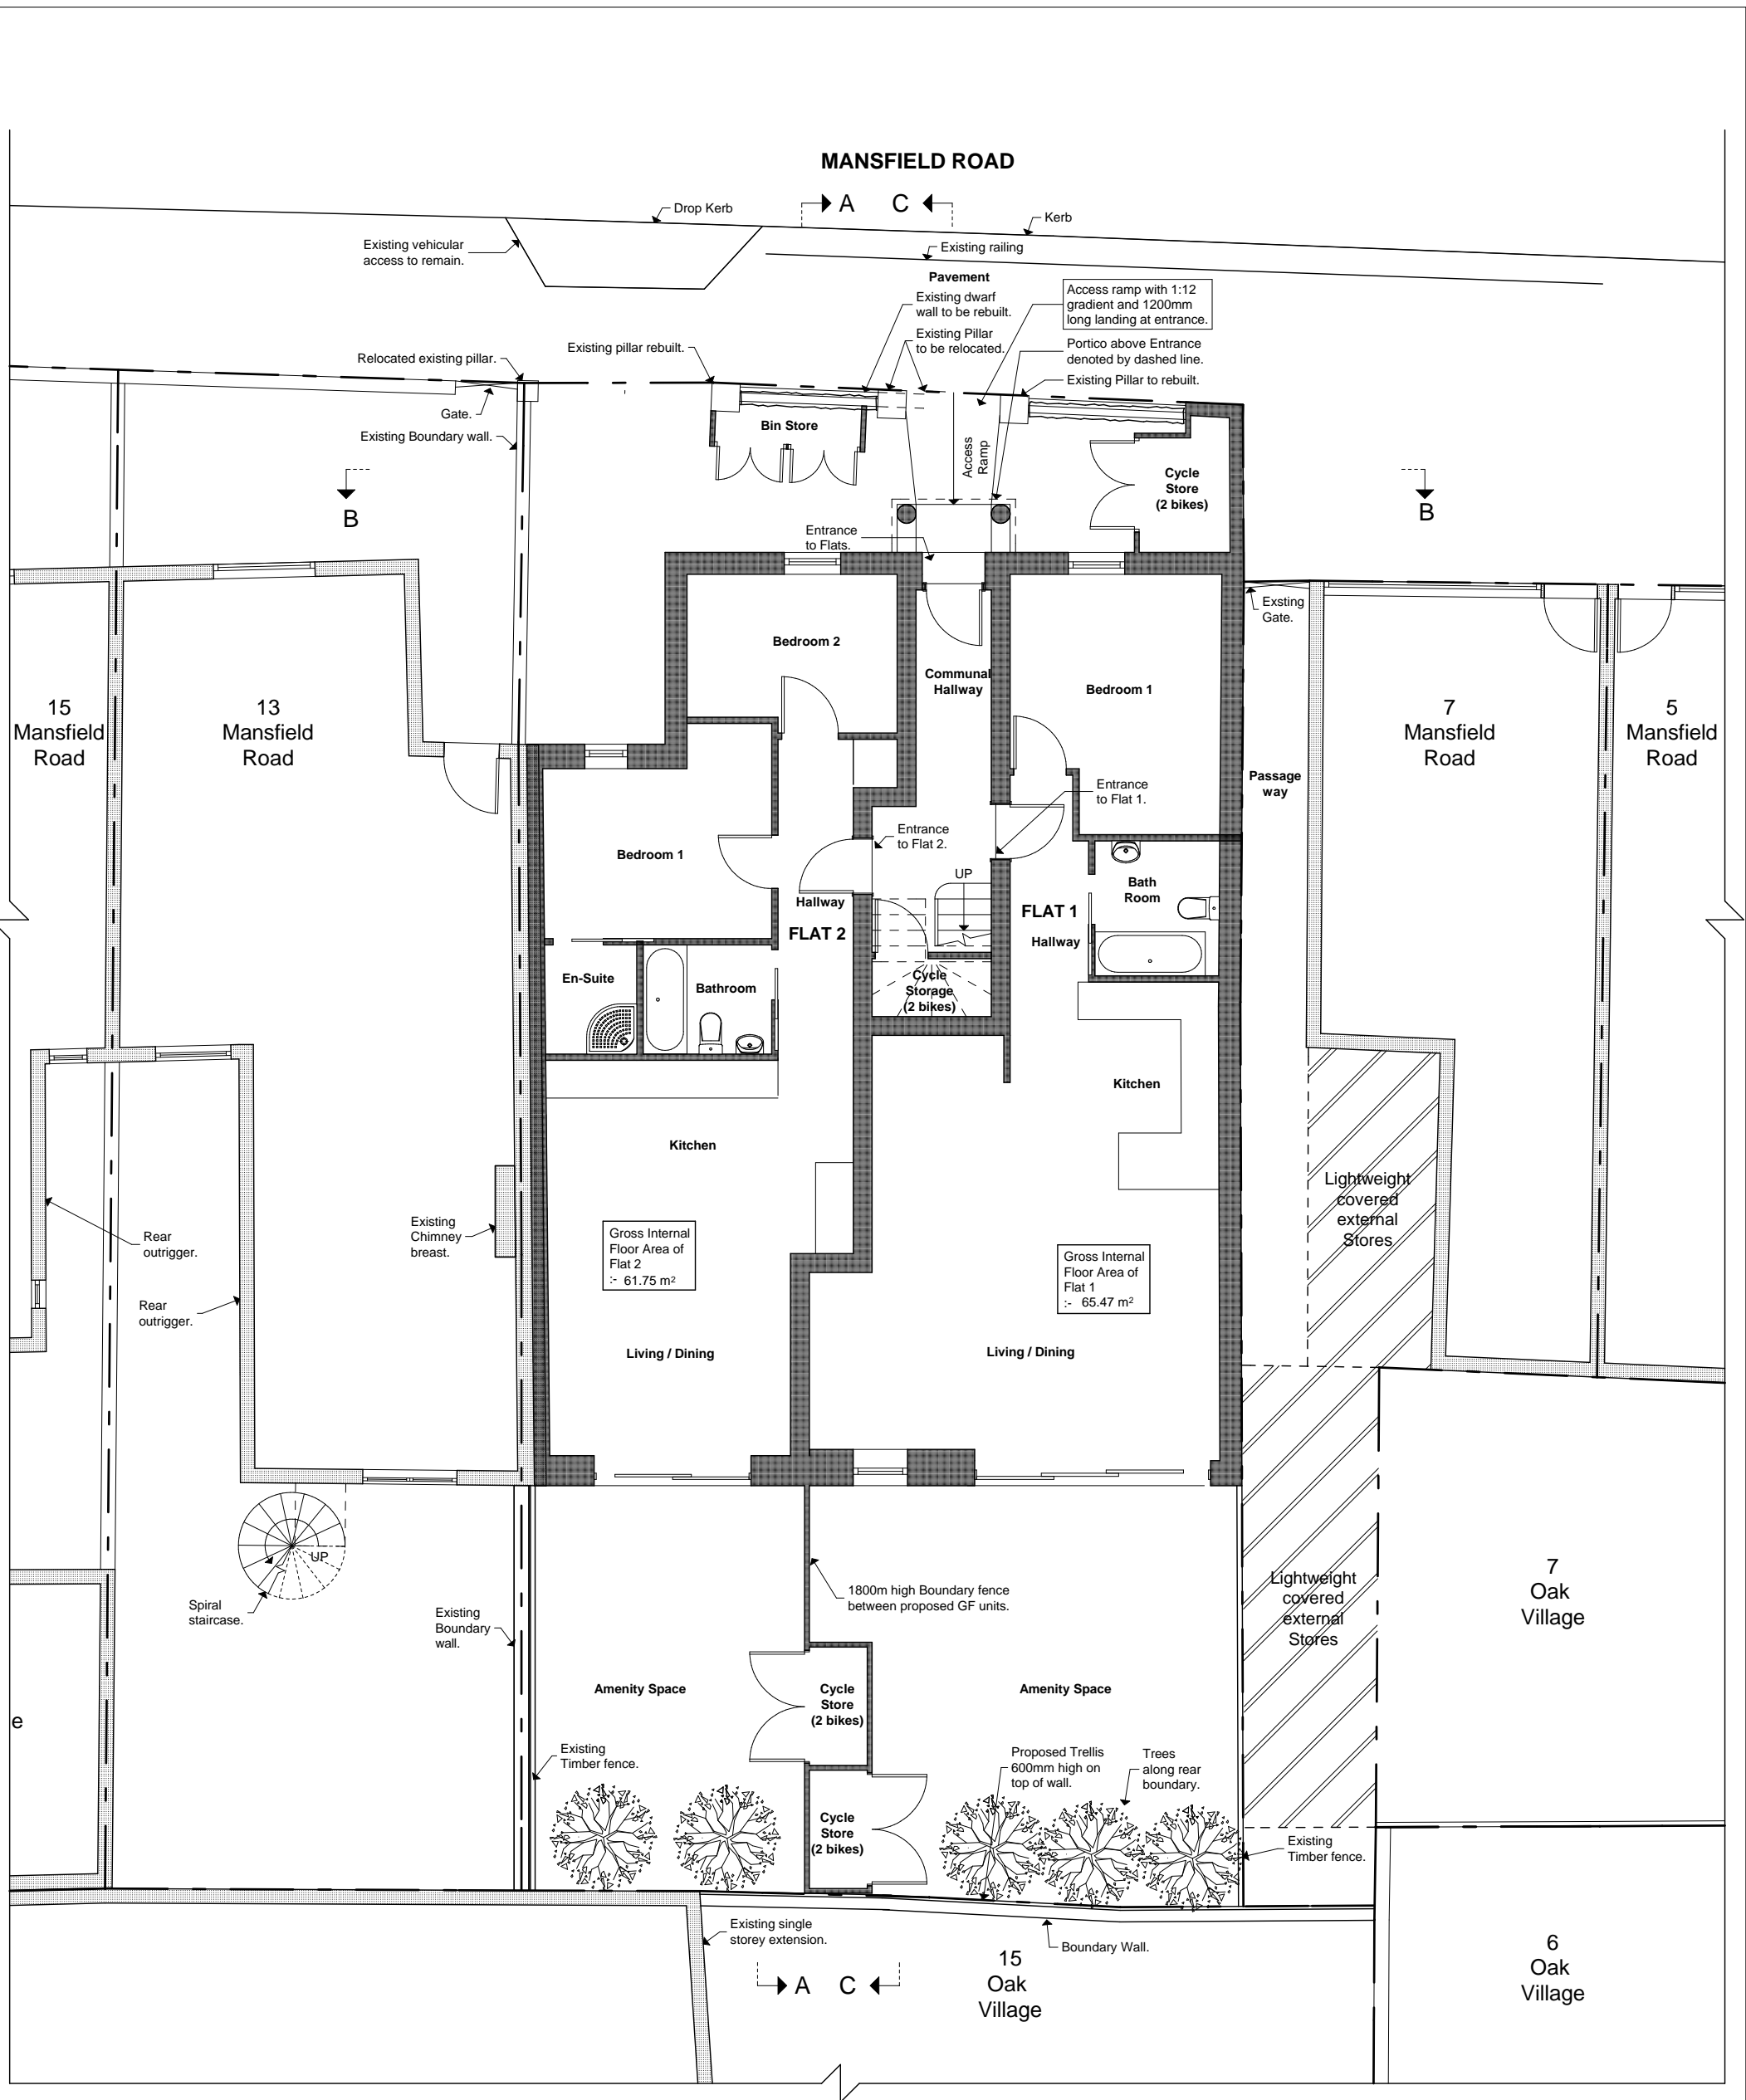 MANSFIELD ROAD
A
C
Drop Kerb
Kerb
Existing vehicular
access to remain.
Existing railing
Pavement
Existing dwarf
wall to be rebuilt.
Access ramp with 1:12
gradient and 1200mm
long landing at entrance.
Existing Pillar
to be relocated.
Portico above Entrance
denoted by dashed line.
Existing pillar rebuilt.
Relocated existing pillar.
Existing Pillar to rebuilt.
Gate.
Existing Boundary wall.
Bin Store
Access
Ramp
Cycle
Store
(2 bikes)
B
B
Entrance
to Flats.
Exsting
Gate.
Bedroom 2
Communal
Hallway
Bedroom 1
15
Mansfield
Road
13
Mansfield
Road
7
Mansfield
Road
5
Mansfield
Road
Passage
way
Entrance
to Flat 1.
Entrance
to Flat 2.
Bedroom 1
UP
Bath
Room
Hallway
FLAT 2
FLAT 1
Hallway
En-Suite
Bathroom
Cycle
Storage
(2 bikes)
Kitchen
Kitchen
Lightweight
covered
external
Stores
Rear
outrigger.
Existing
Chimney
breast.
Gross Internal
Floor Area of
Flat 2
:- 61.75 m²
Gross Internal
Floor Area of
Flat 1
:- 65.47 m²
Rear
outrigger.
Living / Dining
Living / Dining
UP
Spiral
staircase.
Existing
Boundary
wall.
1800m high Boundary fence
between proposed GF units.
Lightweight
covered
external
Stores
7
Oak
Village
Amenity Space
Cycle
Store
(2 bikes)
Amenity Space
e
Existing
Timber fence.
Proposed Trellis
600mm high on
top of wall.
Trees
along rear
boundary.
Cycle
Store
(2 bikes)
Existing
Timber fence.
Existing single
storey extension.
Boundary Wall.
A
C
15
Oak
Village
6
Oak
Village